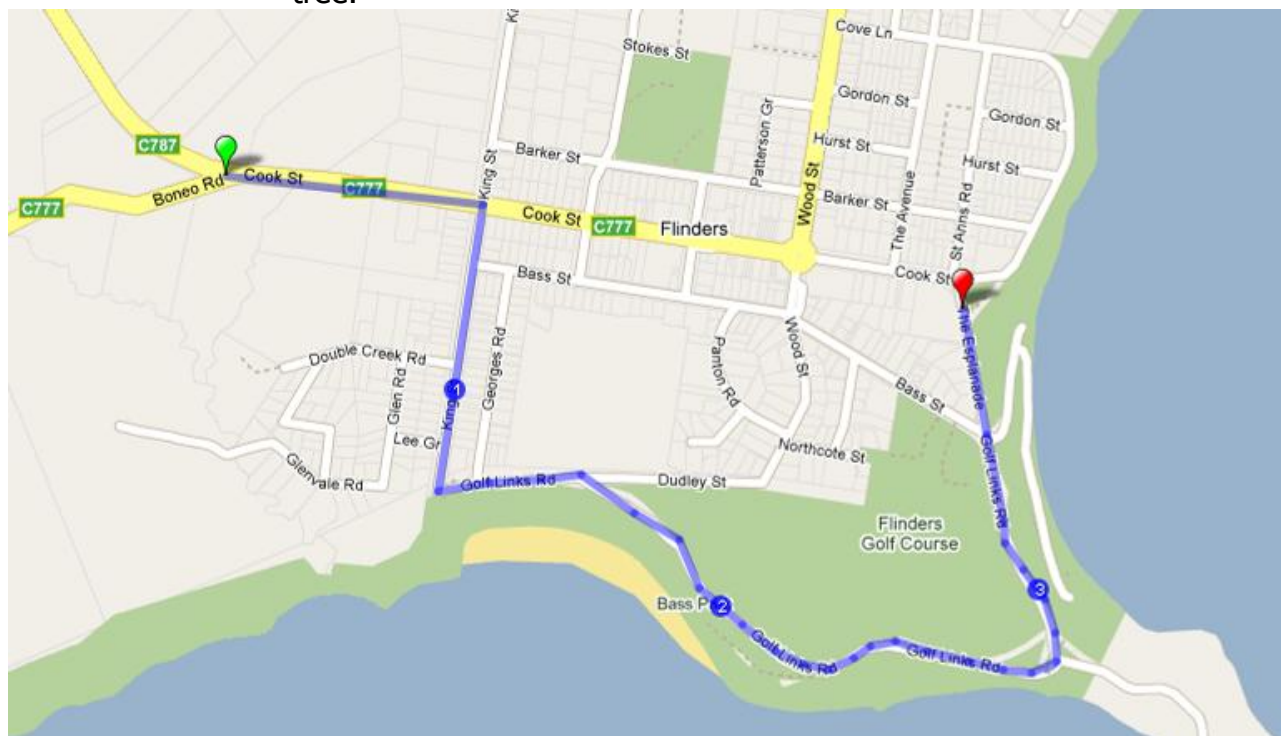 tree.
Cove Ln
Stokes St
C787
Gordon St
Patterson Gr
Gordon St
Hurst St
Barker St
Hurst St
Wood St
King St
Boneo Rd
Cook St
C777
C777
Barker St
The Avenue
St Anns Rd
Cook St
C777
Flinders
Cook St
Bass St
The Esplanade
Wood St
Double Creek Rd
Georges Rd
Panton Rd
Glen Rd
1
King
Bass St
Lee Gr
Northcote St
Glenvale Rd
Golf Links Rd
Dudley St
Golf Links Rd
Flinders
Golf Course
3
Bass P
2
Golf Links Rd
Golf Links Rd